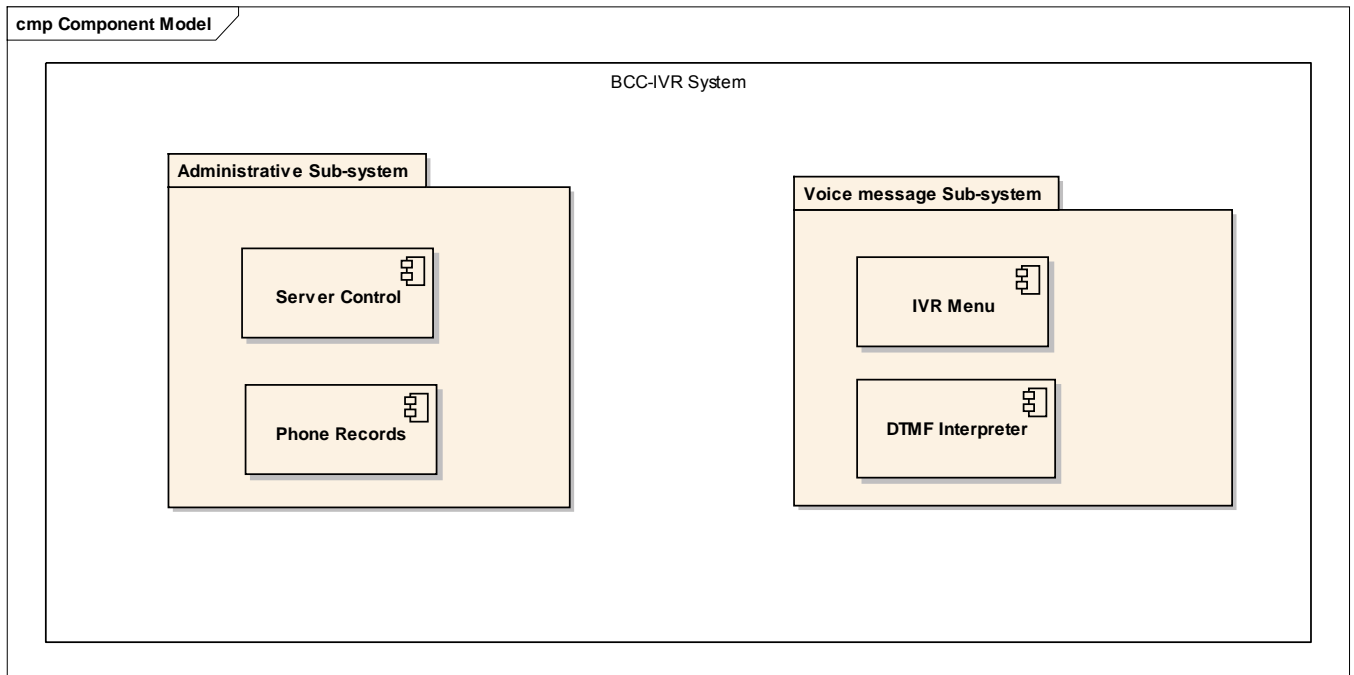 cmp Component Model
BCC-IVR System
Administrative Sub-system
Server Control
Phone Records
Voice message Sub-system
IVR Menu
DTMF Interpreter